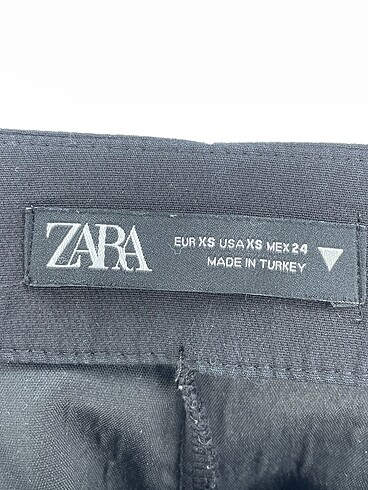 ZARA
EUR XS USA XS MEX 24
MADE IN TURKEY